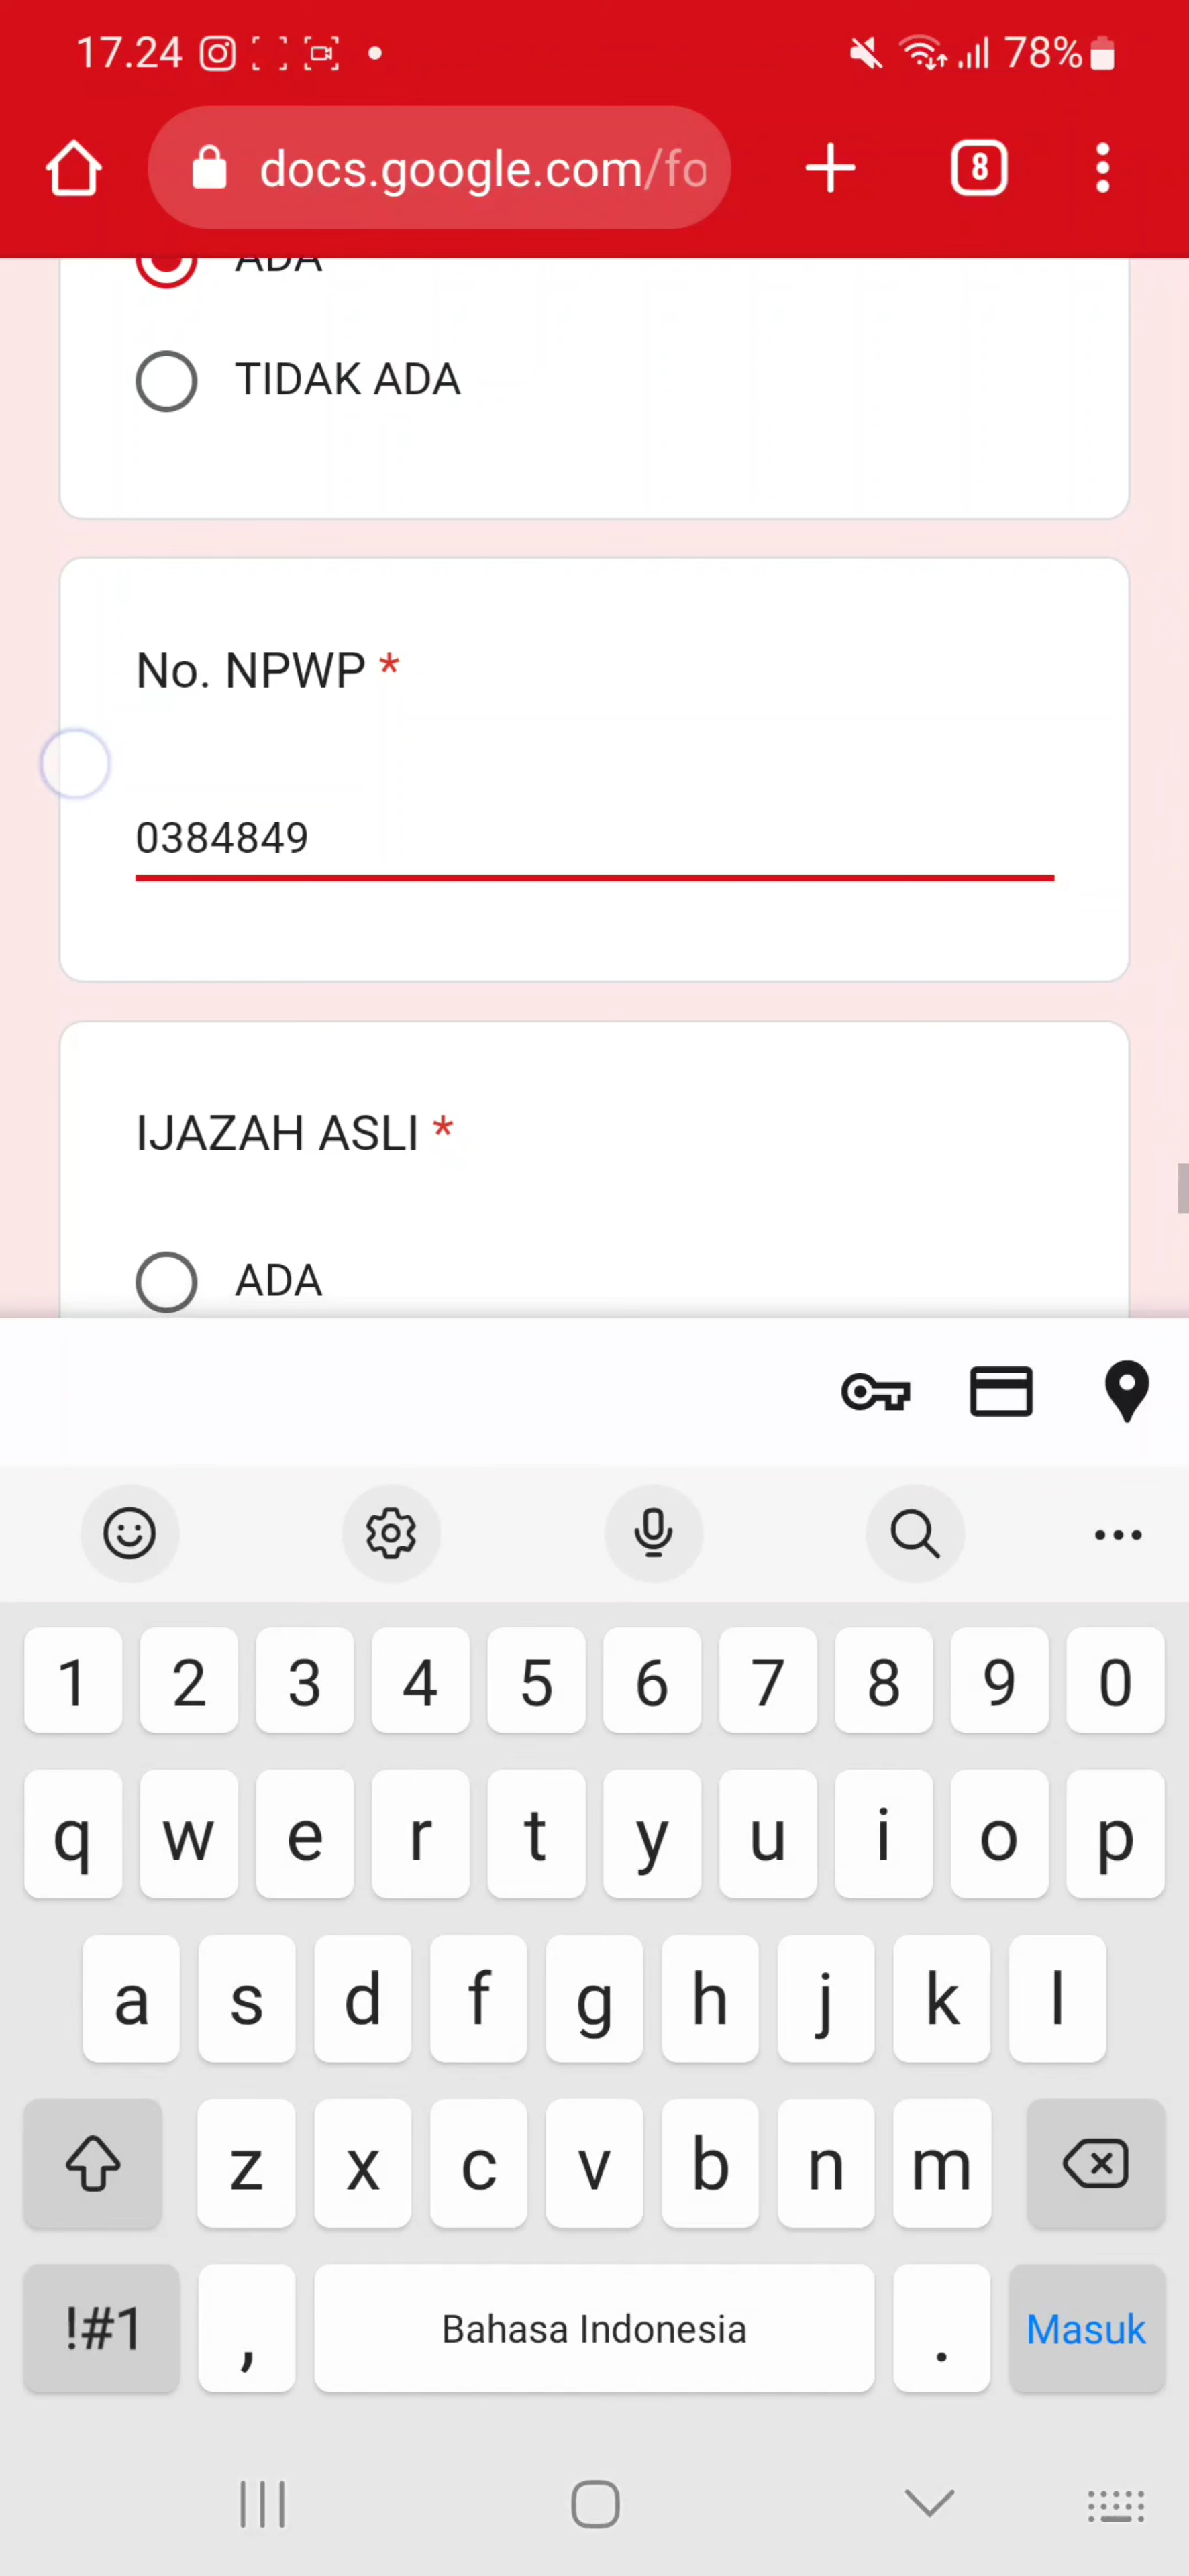 17.24
78%
docs.google.com/fo
8
ADA
TIDAK ADA
No. NPWP *
0384849
IJAZAH ASLI *
ADA
1 2 3 4 5 6 7 8 9 0
q w e r t y u i o p
a s d f g h j k l
z x c v b n m
!#1 , Bahasa Indonesia . Masuk